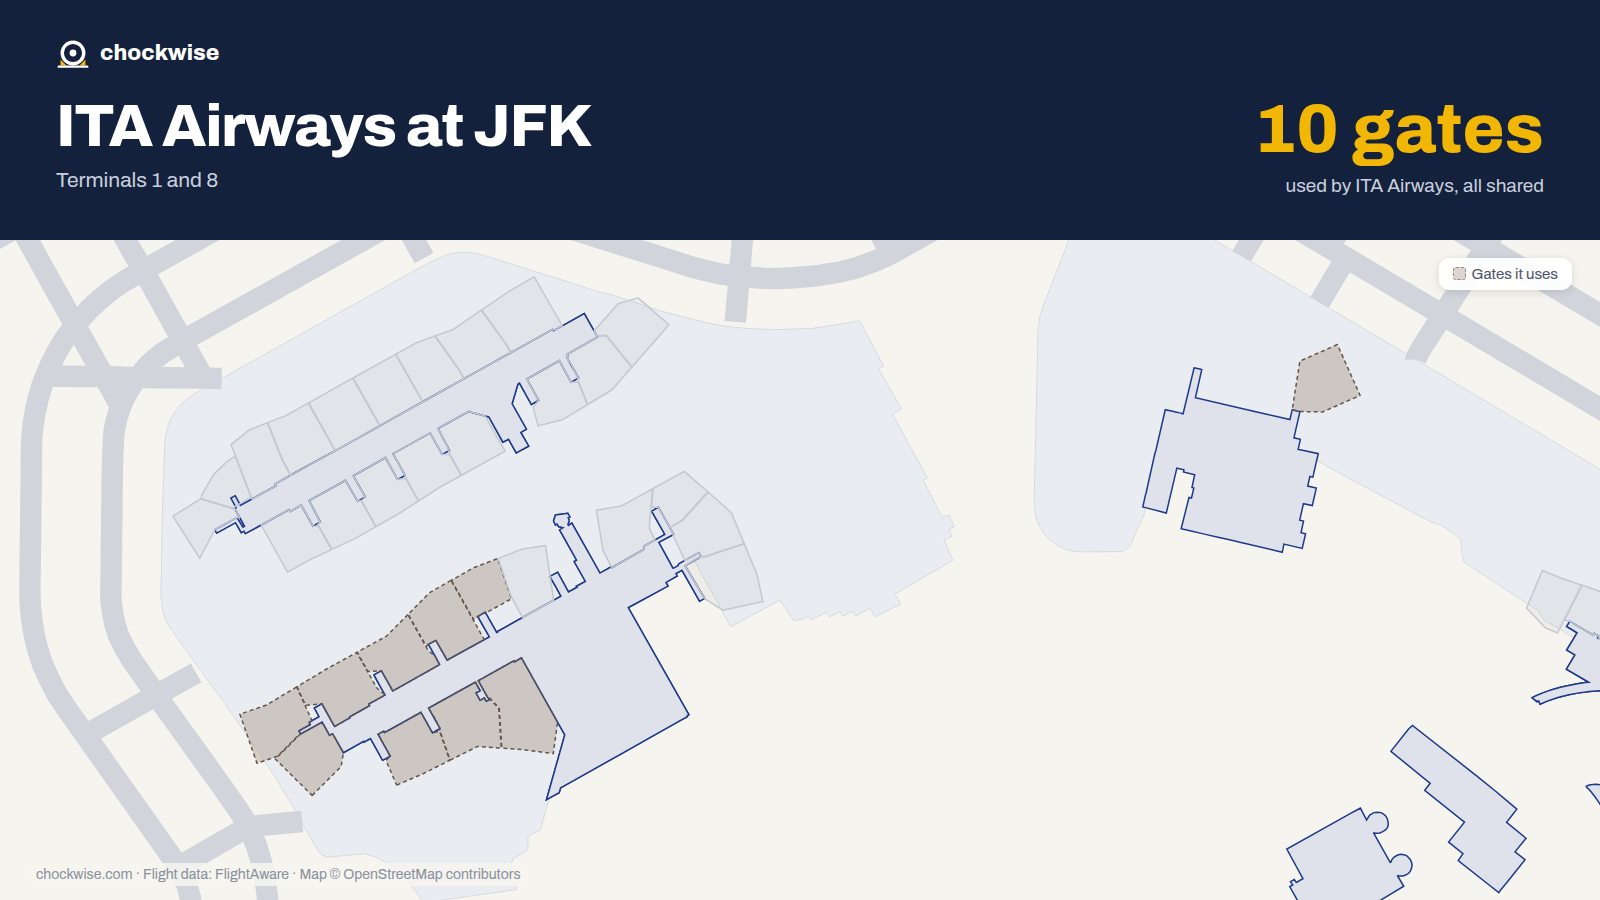 chockwise
ITA Airways at JFK
Terminals 1 and 8
10 gates
used by ITA Airways, all shared
Gates it uses
chockwise.com · Flight data: FlightAware · Map © OpenStreetMap contributors